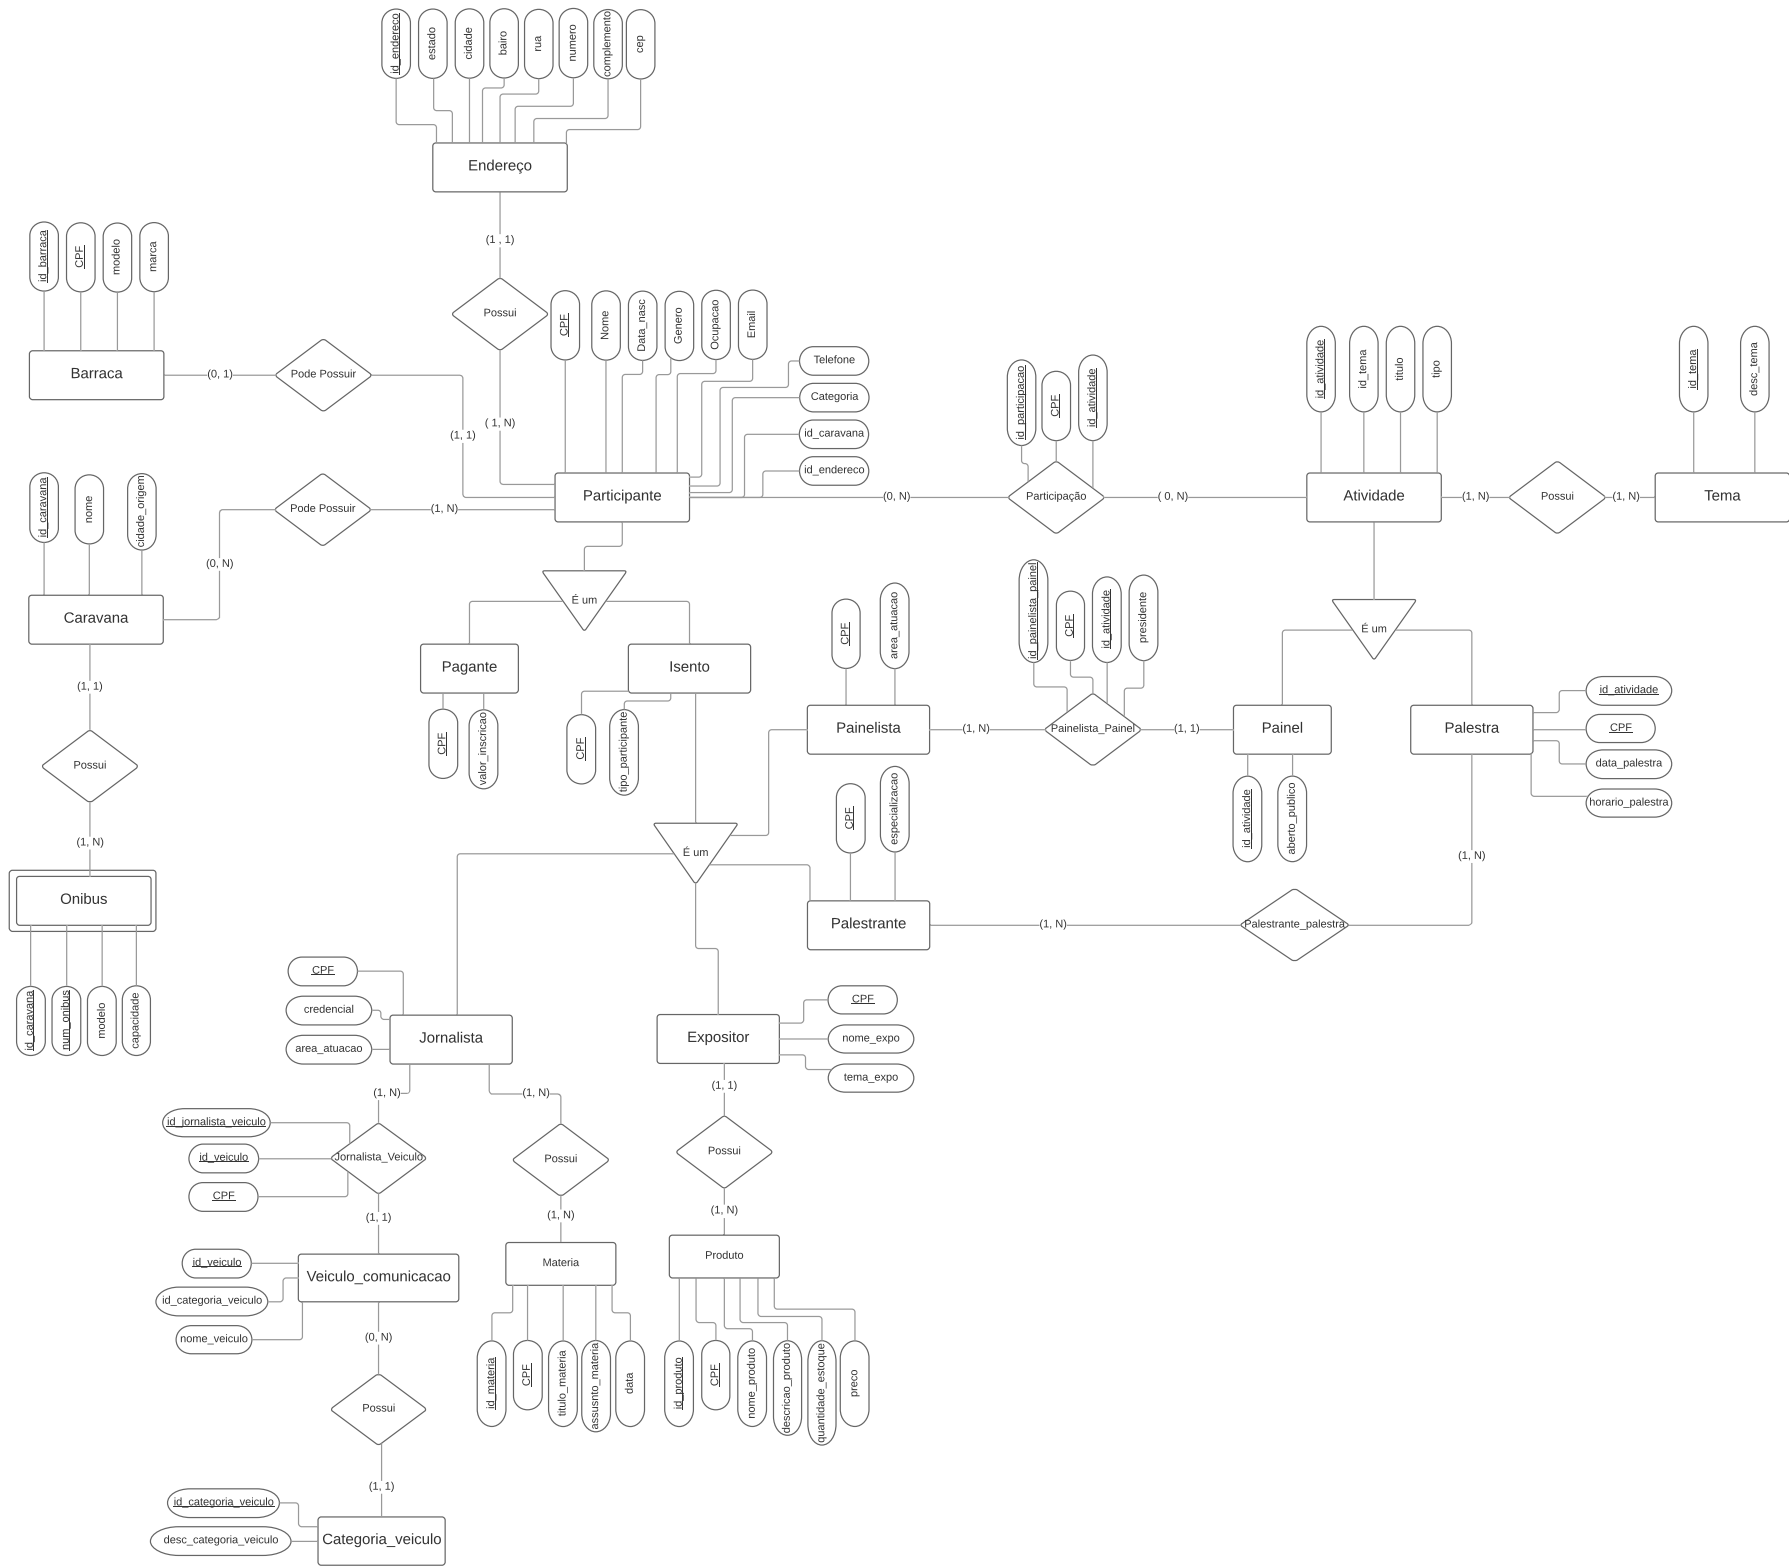 id_endereco
estado
cidade
bairo
rua
numero
complemento
cep
Endereço
(1 , 1)
Possui
( 1, N)
id_barraca
CPF
modelo
marca
Barraca
(0, 1)
Pode Possuir
(1, 1)
CPF
Nome
Data_nasc
Genero
Ocupacao
Email
Telefone
Categoria
id_caravana
id_endereco
Participante
(0, N)
id_participacao
CPF
id_atividade
Participação
( 0, N)
id_atividade
id_tema
titulo
tipo
Atividade
(1, N)
Possui
(1, N)
id_tema
desc_tema
Tema
id_caravana
nome
cidade_origem
Caravana
(0, N)
Pode Possuir
(1, N)
(1, 1)
Possui
(1, N)
Onibus
id_caravana
num_onibus
modelo
capacidade
É um
Pagante
CPF
valor_inscricao
Isento
CPF
tipo_participante
É um
CPF
area_atuacao
Painelista
(1, N)
id_painelista_painel
CPF
id_atividade
presidente
Painelista_Painel
(1, 1)
É um
Painel
id_atividade
aberto_publico
Palestra
id_atividade
CPF
data_palestra
horario_palestra
(1, N)
CPF
especializacao
Palestrante
(1, N)
Palestrante_palestra
CPF
credencial
area_atuacao
Jornalista
(1, N)
(1, N)
id_jornalista_veiculo
id_veiculo
CPF
Jornalista_Veiculo
(1, 1)
Possui
(1, N)
Expositor
CPF
nome_expo
tema_expo
(1, 1)
Possui
(1, N)
id_veiculo
id_categoria_veiculo
nome_veiculo
Veiculo_comunicacao
(0, N)
Possui
(1, 1)
Materia
id_materia
CPF
titulo_materia
assusnto_materia
data
Produto
id_produto
CPF
nome_produto
descricao_produto
quantidade_estoque
preco
id_categoria_veiculo
desc_categoria_veiculo
Categoria_veiculo